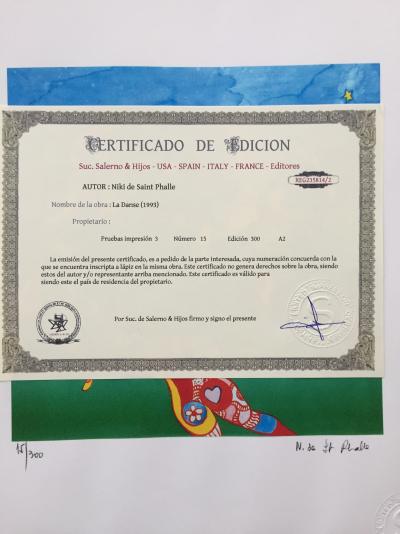 CERTIFICADO DE EDICION
Suc. Salerno & Hijos - USA - SPAIN - ITALY - FRANCE - Editores
REG235814/2
AUTOR : Niki de Saint Phalle
Nombre de la obra : La Danse (1993)
Propietario :
Pruebas impresión 3 Número 15 Edición 300 A2
La emisión del presente certificado, es a pedido de la parte interesada, cuya numeración concuerda con la
que se encuentra inscripta a lápiz en la misma obra. Este certificado no genera derechos sobre la obra, siendo
estos del autor y/o representante arriba mencionado. Este certificado es válido para
siendo este el país de residencia del propietario.
Por Suc. de Salerno & Hijos firmo y signo el presente
15/300
N. de St Phalle